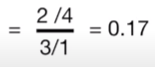 = 2/4 = 0.17
3/1